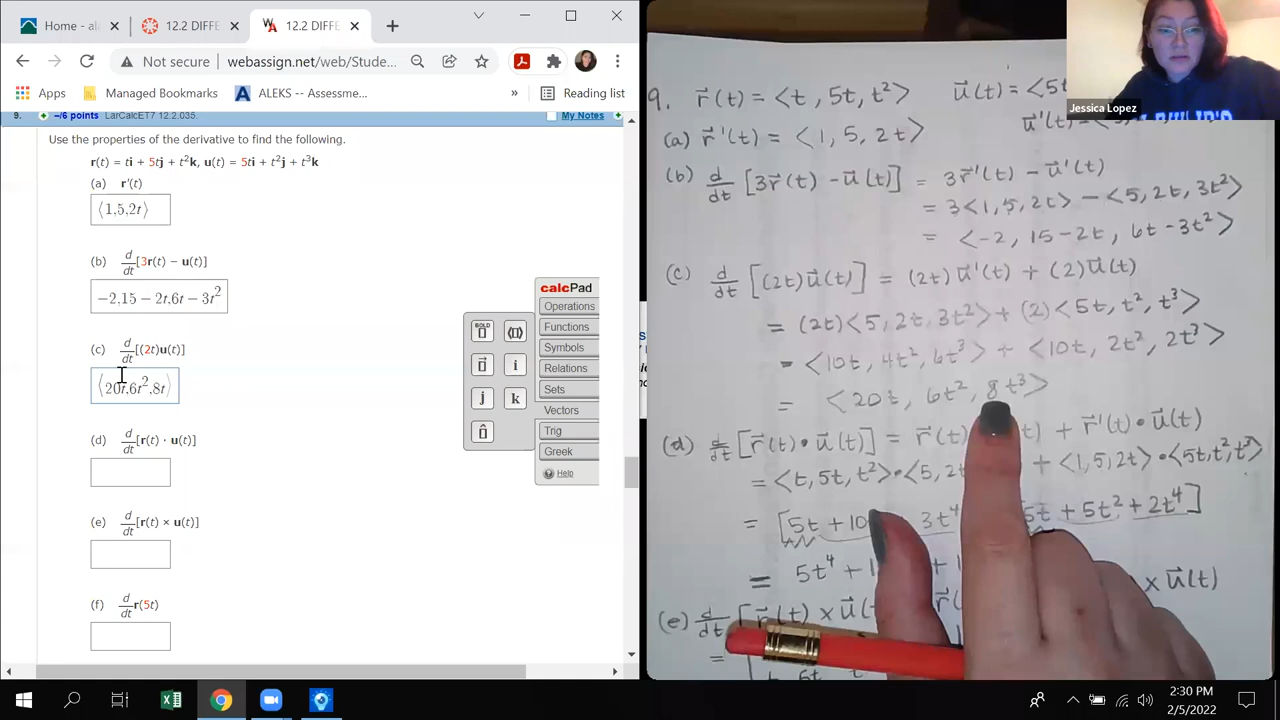 Home - ale
12.2 DIFFE
12.2 DIFFE
Not secure
webassign.net/web/Stude...
Apps
Managed Bookmarks
ALEKS -- Assessme...
»
Reading list
9.
–/6 points
LarCalcET7 12.2.035.
My Notes
Use the properties of the derivative to find the following.
r(t) = ti + 5tj + t²k, u(t) = 5ti + t²j + t³k
(a) r'(t)
⟨1,5,2t⟩
(b) d/dt[3r(t) − u(t)]
−2,15 − 2t,6t − 3t²
(c) d/dt[(2t)u(t)]
⟨20t,6t²,8t⟩
(d) d/dt[r(t) · u(t)]
(e) d/dt[r(t) × u(t)]
(f) d/dt r(5t)
calcPad
Operations
Functions
Symbols
Relations
Sets
Vectors
Trig
Greek
Help
BOLD
i
j
k
Jessica Lopez
9. r⃗(t) = <t, 5t, t²> u⃗(t) = <5t
(a) r⃗'(t) = <1, 5, 2t> u⃗'(t) =
(b) d/dt [3r⃗(t) − u⃗(t)] = 3r⃗'(t) − u⃗'(t)
= 3<1, 5, 2t> − <5, 2t, 3t²>
= <−2, 15−2t, 6t−3t²>
(c) d/dt [(2t)u⃗(t)] = (2t)u⃗'(t) + (2)u⃗(t)
= (2t)<5, 2t, 3t²> + (2)<5t, t², t³>
= <10t, 4t², 6t³> + <10t, 2t², 2t³>
= <20t, 6t², 8t³>
(d) d/dt [r⃗(t) • u⃗(t)] = r⃗(t) (t) + r⃗'(t) • u⃗(t)
= <t, 5t, t²> • <5, 2t + <1, 5, 2t> • <5t, t², t³>
= [5t + 10 3t⁴ 5t + 5t² + 2t⁴]
= 5t⁴ + 1 +
(e) d/dt [r⃗(t) × u⃗(t × u⃗(t)
=
2:30 PM
2/5/2022